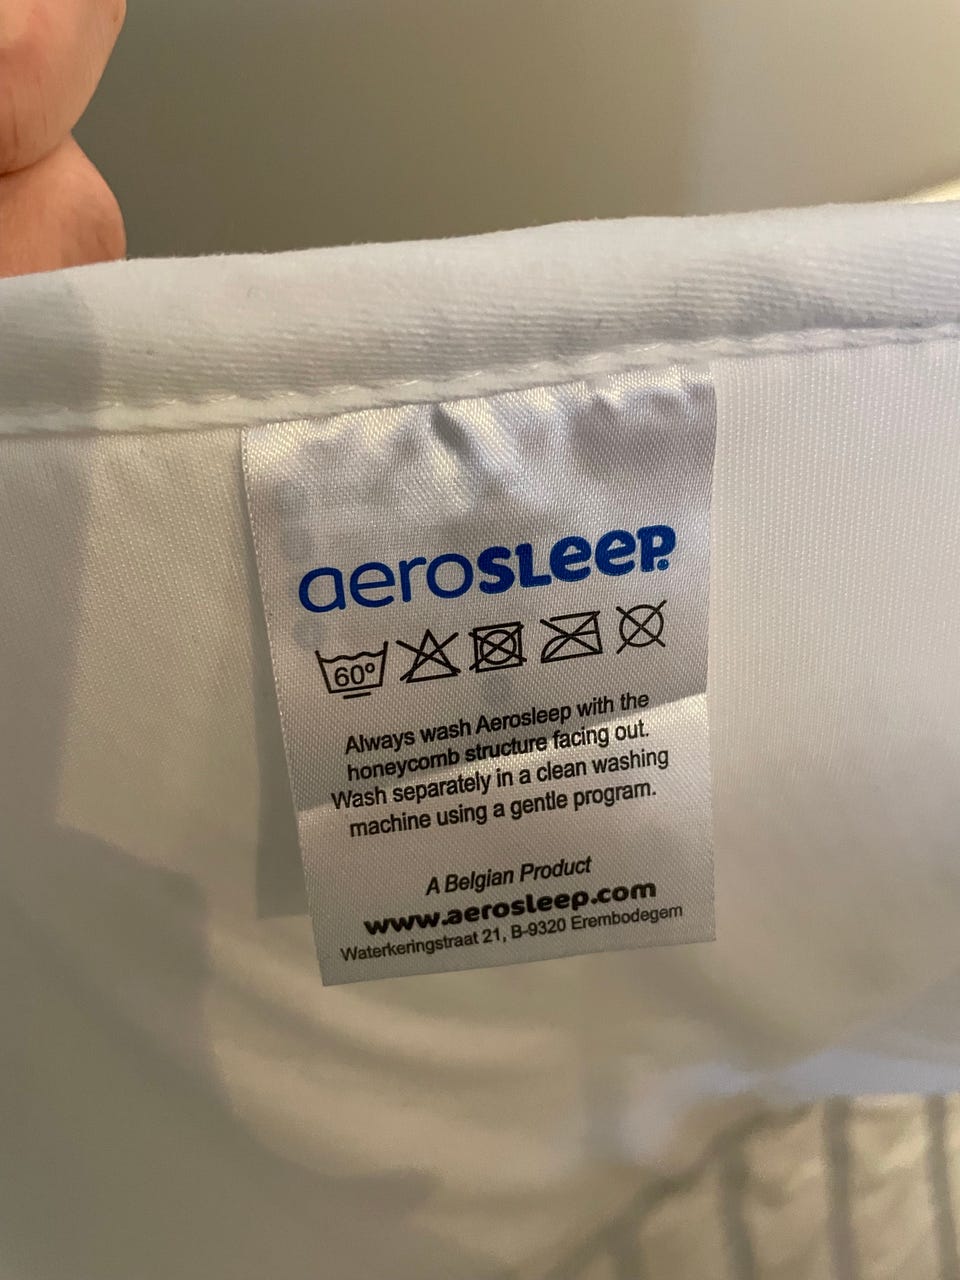 aerosleep
60°
Always wash Aerosleep with the
honeycomb structure facing out.
Wash separately in a clean washing
machine using a gentle program.
A Belgian Product
www.aerosleep.com
Waterkeringstraat 21, B-9320 Erembodegem